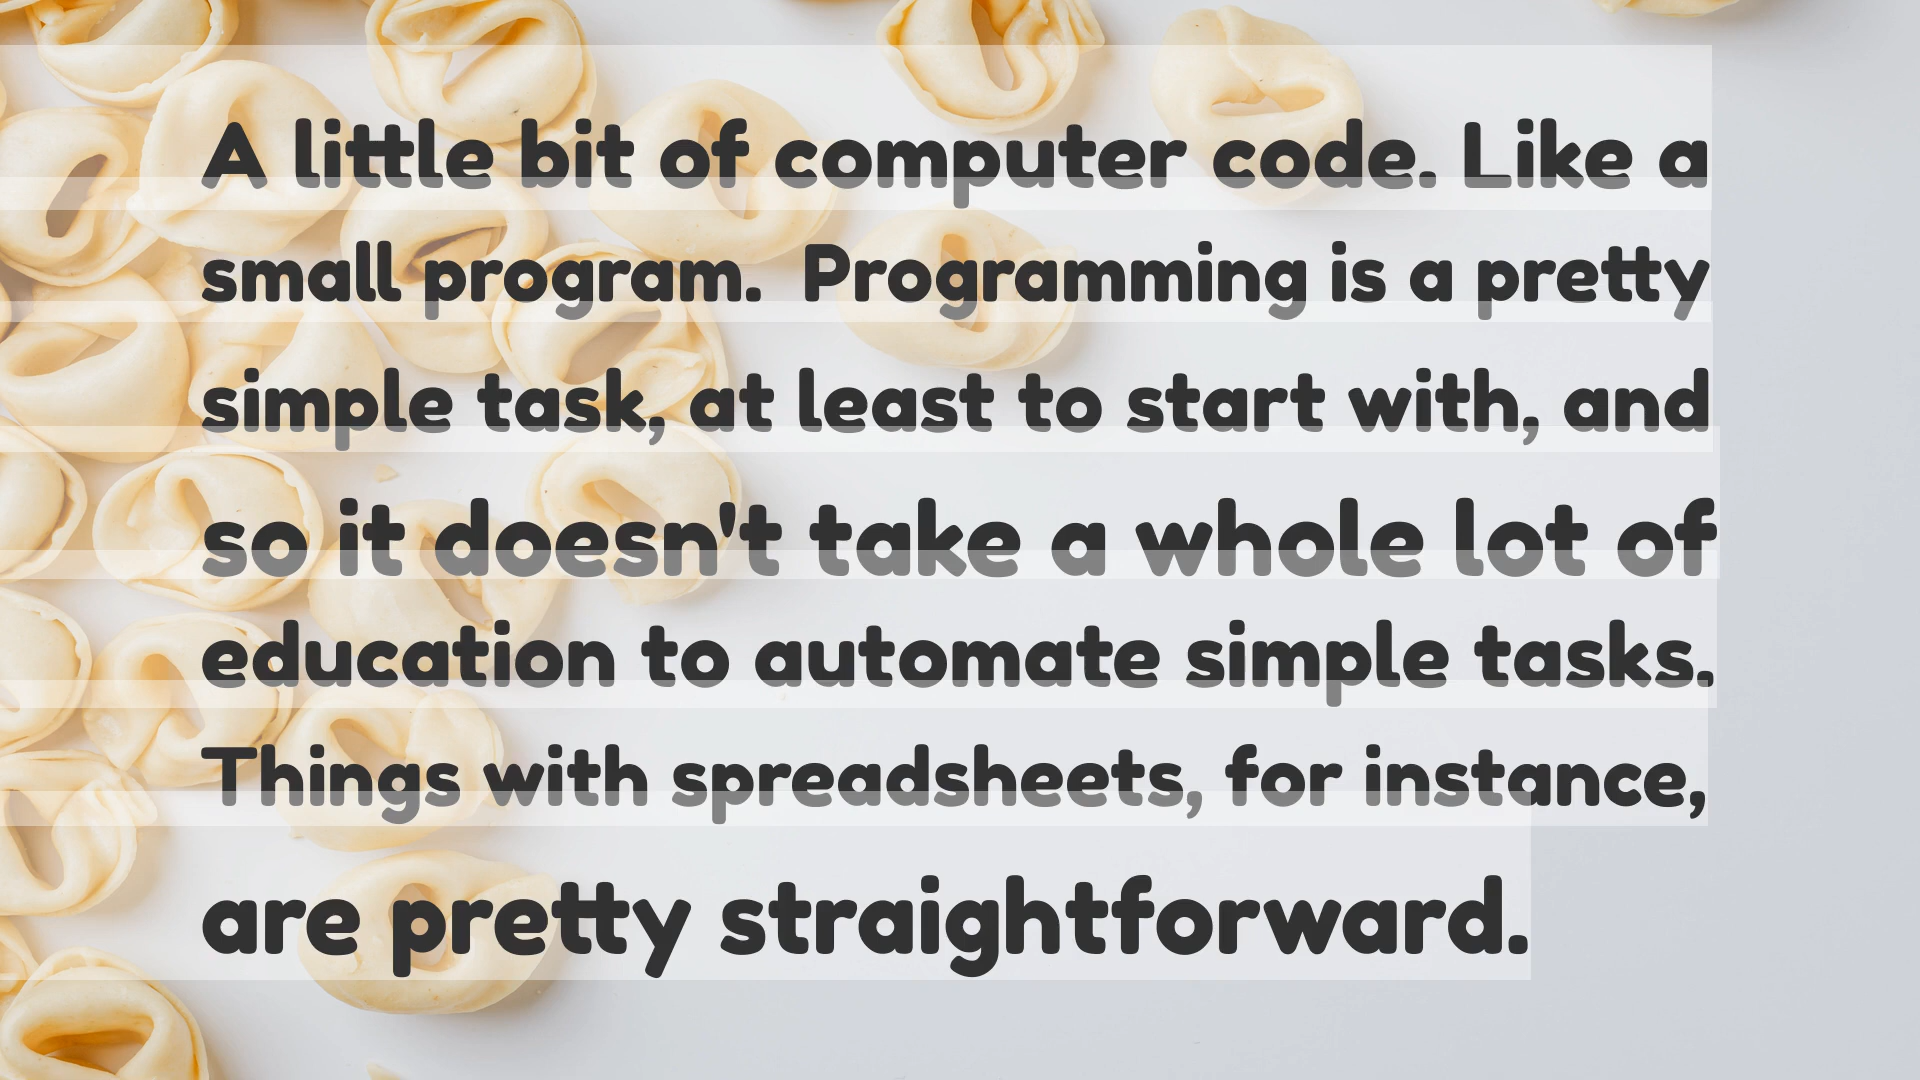 A little bit of computer code. Like a
small program.  Programming is a pretty
simple task, at least to start with, and
so it doesn't take a whole lot of
education to automate simple tasks.
Things with spreadsheets, for instance,
are pretty straightforward.